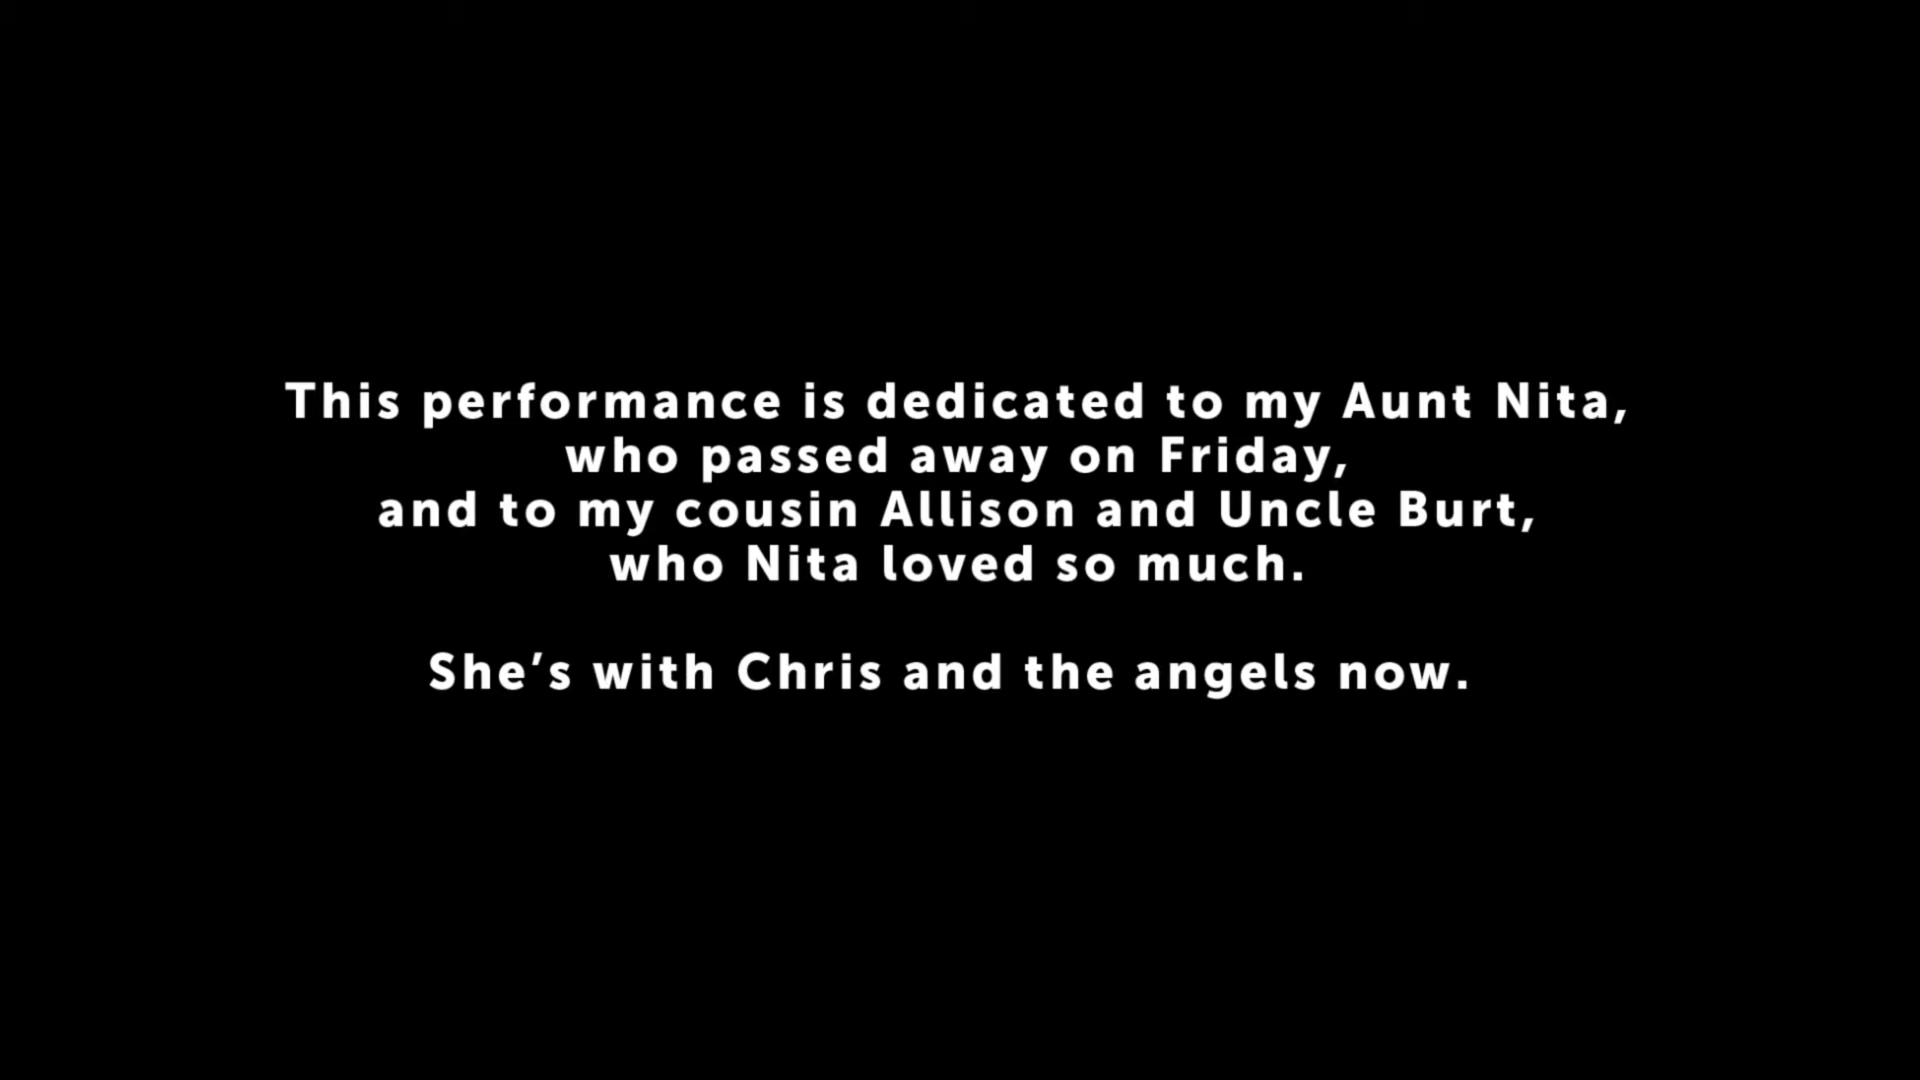 This performance is dedicated to my Aunt Nita,
who passed away on Friday,
and to my cousin Allison and Uncle Burt,
who Nita loved so much.
She’s with Chris and the angels now.